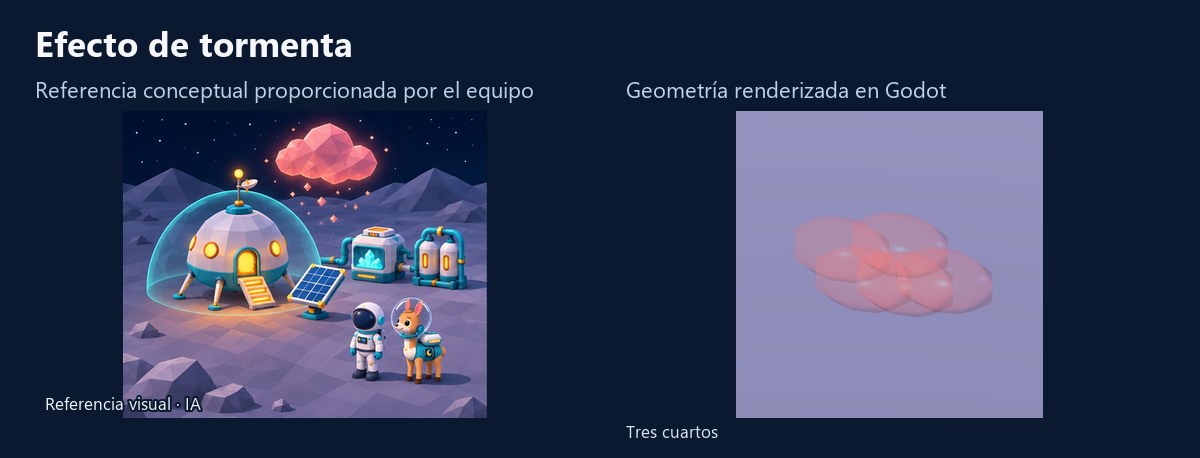 Efecto de tormenta
Referencia conceptual proporcionada por el equipo
Geometría renderizada en Godot
Referencia visual · IA
Tres cuartos